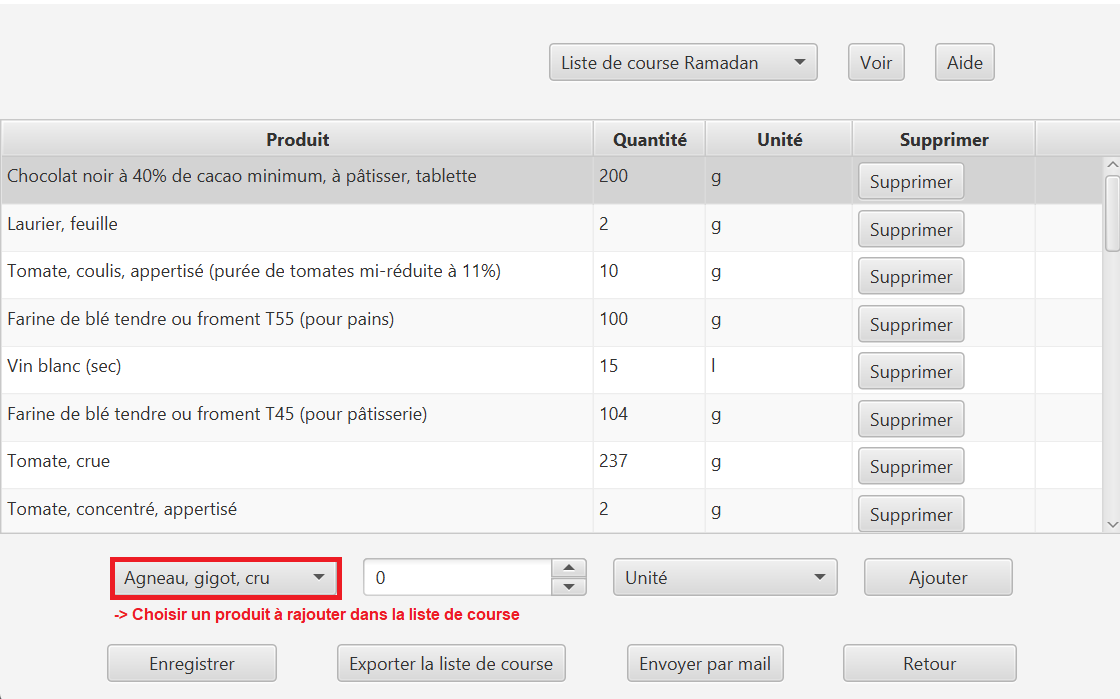 Liste de course Ramadan Voir Aide
Produit Quantité Unité Supprimer
Chocolat noir à 40% de cacao minimum, à pâtisser, tablette 200 g Supprimer
Laurier, feuille 2 g Supprimer
Tomate, coulis, appertisé (purée de tomates mi-réduite à 11%) 10 g Supprimer
Farine de blé tendre ou froment T55 (pour pains) 100 g Supprimer
Vin blanc (sec) 15 l Supprimer
Farine de blé tendre ou froment T45 (pour pâtisserie) 104 g Supprimer
Tomate, crue 237 g Supprimer
Tomate, concentré, appertisé 2 g Supprimer
Agneau, gigot, cru 0 Unité Ajouter
-> Choisir un produit à rajouter dans la liste de course
Enregistrer Exporter la liste de course Envoyer par mail Retour